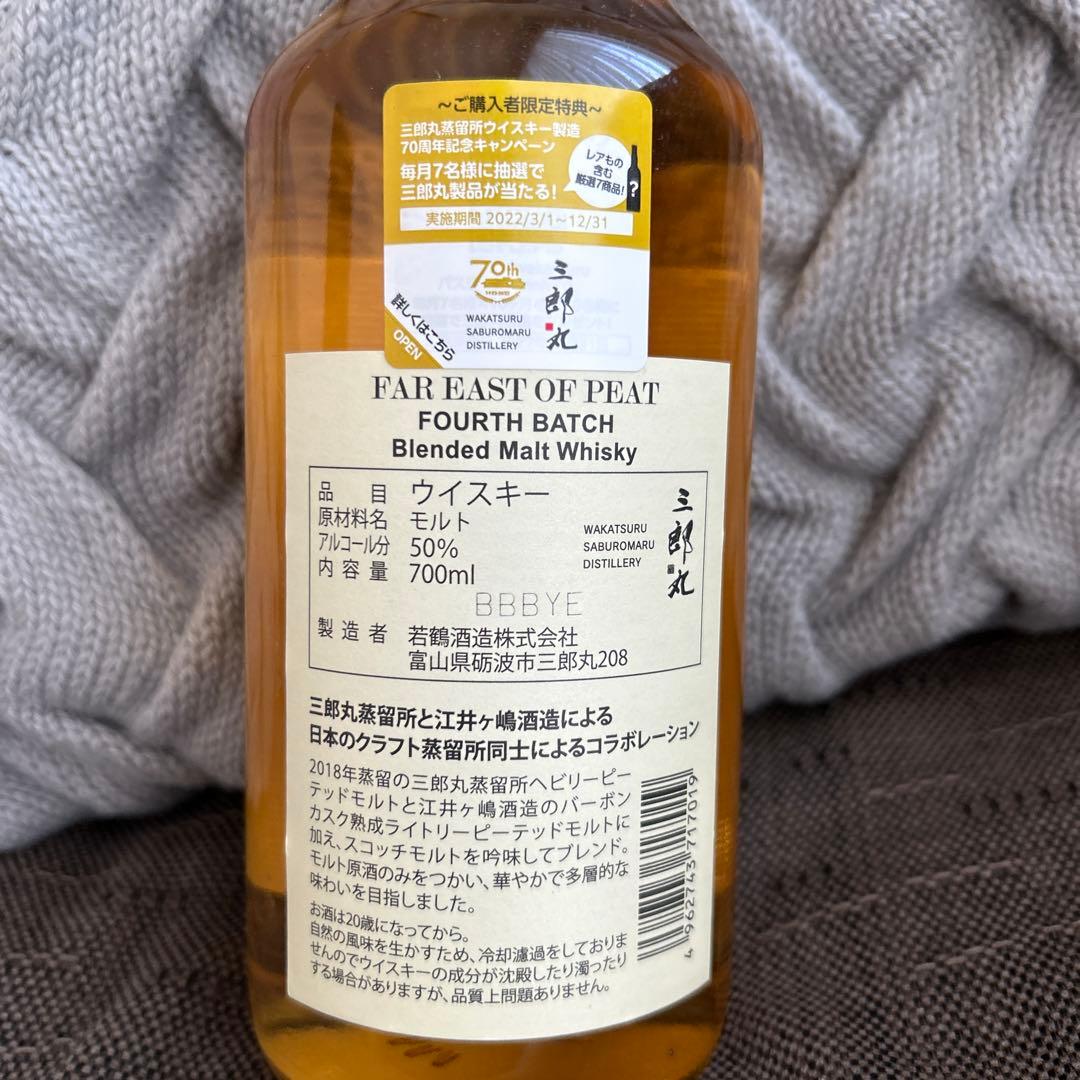 ～ご購入者限定特典～
三郎丸蒸留所ウイスキー製造
70周年記念キャンペーン
毎月7名様に抽選で
三郎丸製品が当たる!
レアもの
含む
厳選7商品!
?
実施期間 2022/3/1~12/31
70th
三郎丸
WAKATSURU
SABUROMARU
DISTILLERY
詳しくはこちら
OPEN
FAR EAST OF PEAT
FOURTH BATCH
Blended Malt Whisky
品目 ウイスキー
原材料名 モルト
アルコール分 50%
内容量 700ml
WAKATSURU
SABUROMARU
DISTILLERY
三郎丸
BBBYE
製造者 若鶴酒造株式会社
富山県砺波市三郎丸208
三郎丸蒸留所と江井ヶ嶋酒造による
日本のクラフト蒸留所同士によるコラボレーション
2018年蒸留の三郎丸蒸留所ヘビリーピー
テッドモルトと江井ヶ嶋酒造のバーボン
カスク熟成ライトリーピーテッドモルトに
加え、スコッチモルトを吟味してブレンド。
モルト原酒のみをつかい、華やかで多層的な
味わいを目指しました。
お酒は20歳になってから。
自然の風味を生かすため、冷却濾過をしておりま
せんのでウイスキーの成分が沈殿したり濁ったり
する場合がありますが、品質上問題ありません。
4 962743 717019